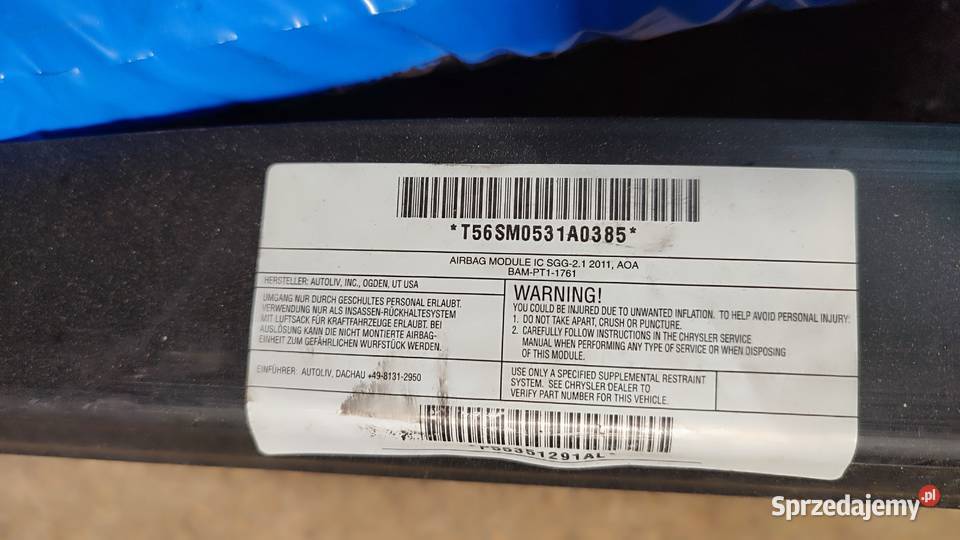 *T56SM0531A0385*
AIRBAG MODULE IC SGG-2.1 2011, AOA
BAM-PT1-1761
HERSTELLER: AUTOLIV, INC., OGDEN, UT USA
UMGANG NUR DURCH GESCHULTES PERSONAL ERLAUBT.
VERWENDUNG NUR ALS INSASSEN-RÜCKHALTESYSTEM
MIT LUFTSACK FÜR KRAFTFAHRZEUGE ERLAUBT. BEI
AUSLÖSUNG KANN DIE NICHT MONTIERTE AIRBAG-
EINHEIT ZUM GEFÄHRLICHEN WURFSTÜCK WERDEN.
EINFÜHRER: AUTOLIV, DACHAU +49-8131-2950
WARNING!
YOU COULD BE INJURED DUE TO UNWANTED INFLATION. TO HELP AVOID PERSONAL INJURY:
1. DO NOT TAKE APART, CRUSH OR PUNCTURE.
2. CAREFULLY FOLLOW INSTRUCTIONS IN THE CHRYSLER SERVICE
MANUAL WHEN PERFORMING ANY TYPE OF SERVICE OR WHEN DISPOSING
OF THIS MODULE.
USE ONLY A SPECIFIED SUPPLEMENTAL RESTRAINT
SYSTEM. SEE CHRYSLER DEALER TO
VERIFY PART NUMBER FOR THIS VEHICLE.
*P55351291AL*
Sprzedajemy.pl